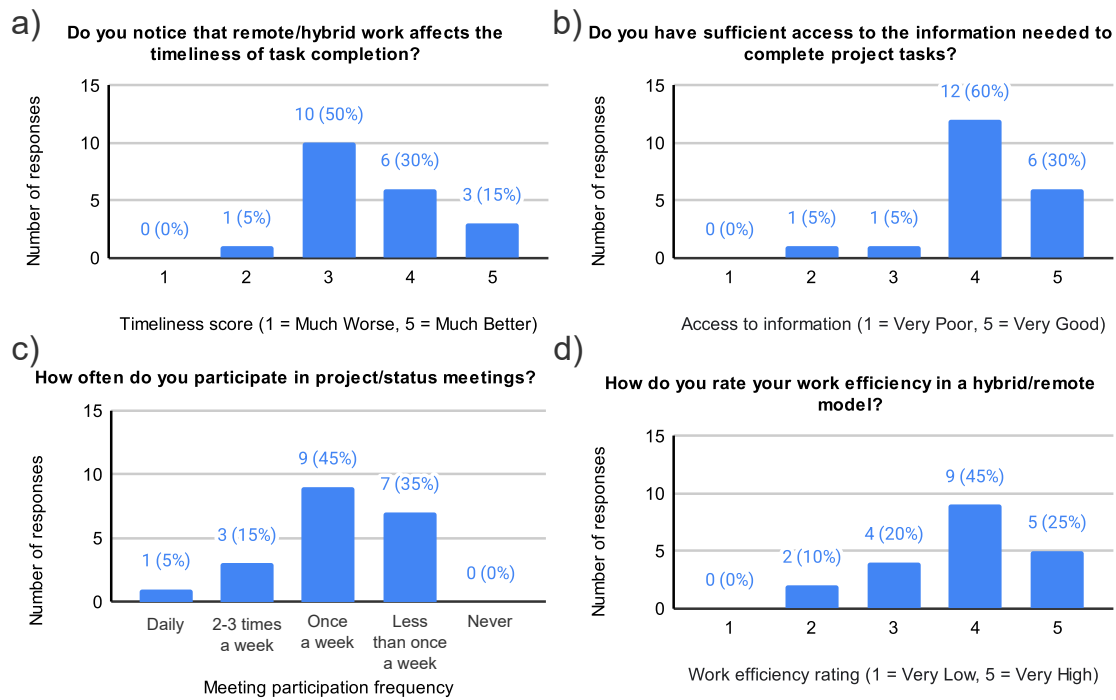 a)
Do you notice that remote/hybrid work affects the
timeliness of task completion?
Number of responses
15
10
5
0
0 (0%)
1 (5%)
10 (50%)
6 (30%)
3 (15%)
1
2
3
4
5
Timeliness score (1 = Much Worse, 5 = Much Better)
b)
Do you have sufficient access to the information needed to
complete project tasks?
Number of responses
15
10
5
0
0 (0%)
1 (5%)
1 (5%)
12 (60%)
6 (30%)
1
2
3
4
5
Access to information (1 = Very Poor, 5 = Very Good)
c)
How often do you participate in project/status meetings?
Number of responses
15
10
5
0
1 (5%)
3 (15%)
9 (45%)
7 (35%)
0 (0%)
Daily
2-3 times
a week
Once
a week
Less
than once
a week
Never
Meeting participation frequency
d)
How do you rate your work efficiency in a hybrid/remote
model?
Number of responses
15
10
5
0
0 (0%)
2 (10%)
4 (20%)
9 (45%)
5 (25%)
1
2
3
4
5
Work efficiency rating (1 = Very Low, 5 = Very High)